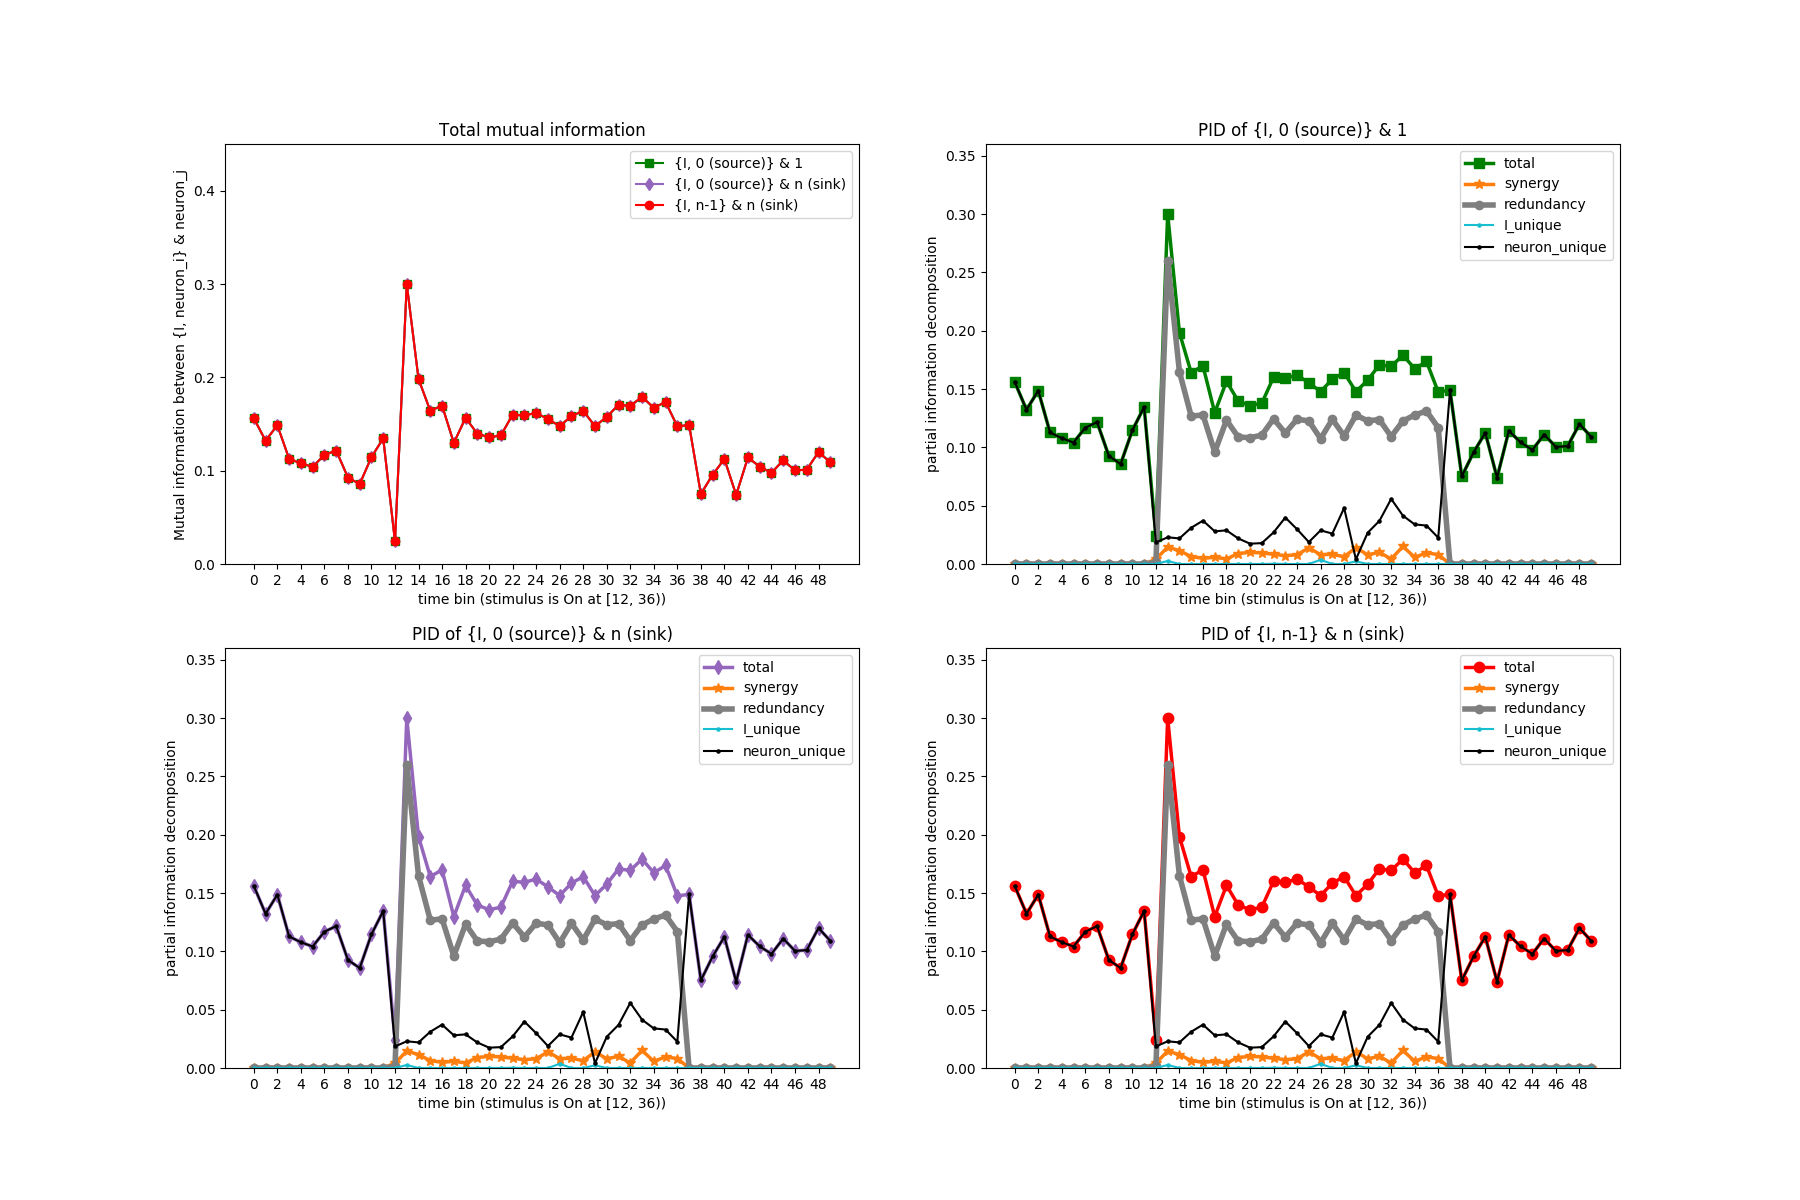 Total mutual information
Mutual information between {I, neuron_i} & neuron_j
0.4
0.3
0.2
0.1
0.0
{I, 0 (source)} & 1
{I, 0 (source)} & n (sink)
{I, n-1} & n (sink)
0 2 4 6 8 10 12 14 16 18 20 22 24 26 28 30 32 34 36 38 40 42 44 46 48
time bin (stimulus is On at [12, 36))
PID of {I, 0 (source)} & 1
partial information decomposition
0.35
0.30
0.25
0.20
0.15
0.10
0.05
0.00
total
synergy
redundancy
I_unique
neuron_unique
0 2 4 6 8 10 12 14 16 18 20 22 24 26 28 30 32 34 36 38 40 42 44 46 48
time bin (stimulus is On at [12, 36))
PID of {I, 0 (source)} & n (sink)
partial information decomposition
0.35
0.30
0.25
0.20
0.15
0.10
0.05
0.00
total
synergy
redundancy
I_unique
neuron_unique
0 2 4 6 8 10 12 14 16 18 20 22 24 26 28 30 32 34 36 38 40 42 44 46 48
time bin (stimulus is On at [12, 36))
PID of {I, n-1} & n (sink)
partial information decomposition
0.35
0.30
0.25
0.20
0.15
0.10
0.05
0.00
total
synergy
redundancy
I_unique
neuron_unique
0 2 4 6 8 10 12 14 16 18 20 22 24 26 28 30 32 34 36 38 40 42 44 46 48
time bin (stimulus is On at [12, 36))